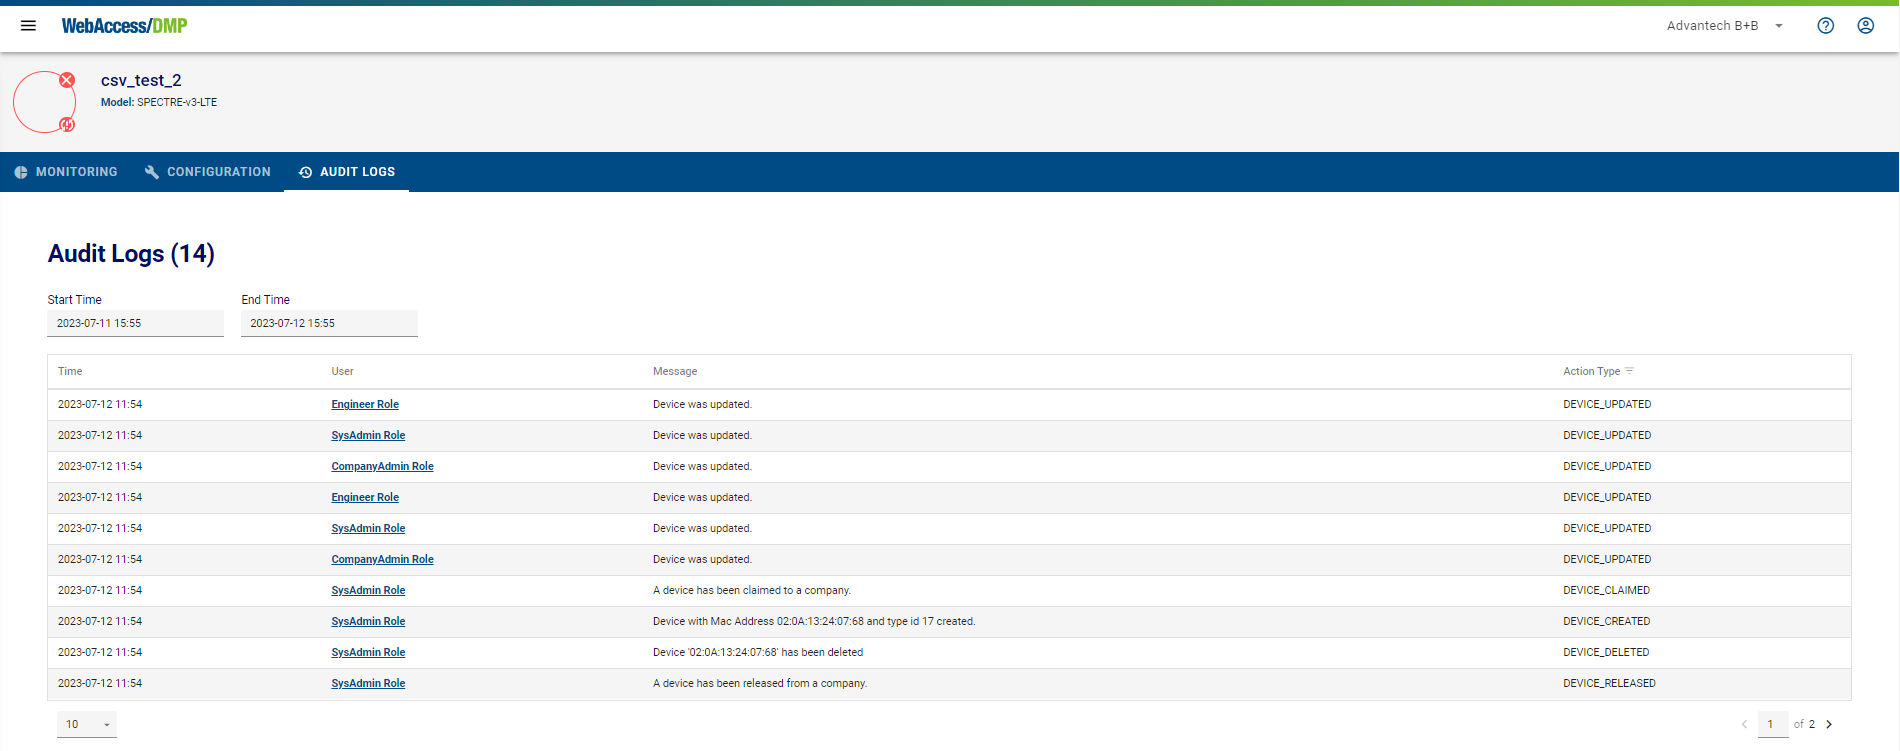 WebAccess/DMP
Advantech B+B
csv_test_2
Model: SPECTRE-v3-LTE
MONITORING CONFIGURATION AUDIT LOGS
Audit Logs (14)
Start Time End Time
2023-07-11 15:55 2023-07-12 15:55
Time User Message Action Type
2023-07-12 11:54 Engineer Role Device was updated. DEVICE_UPDATED
2023-07-12 11:54 SysAdmin Role Device was updated. DEVICE_UPDATED
2023-07-12 11:54 CompanyAdmin Role Device was updated. DEVICE_UPDATED
2023-07-12 11:54 Engineer Role Device was updated. DEVICE_UPDATED
2023-07-12 11:54 SysAdmin Role Device was updated. DEVICE_UPDATED
2023-07-12 11:54 CompanyAdmin Role Device was updated. DEVICE_UPDATED
2023-07-12 11:54 SysAdmin Role A device has been claimed to a company. DEVICE_CLAIMED
2023-07-12 11:54 SysAdmin Role Device with Mac Address 02:0A:13:24:07:68 and type id 17 created. DEVICE_CREATED
2023-07-12 11:54 SysAdmin Role Device '02:0A:13:24:07:68' has been deleted DEVICE_DELETED
2023-07-12 11:54 SysAdmin Role A device has been released from a company. DEVICE_RELEASED
10 1 of 2